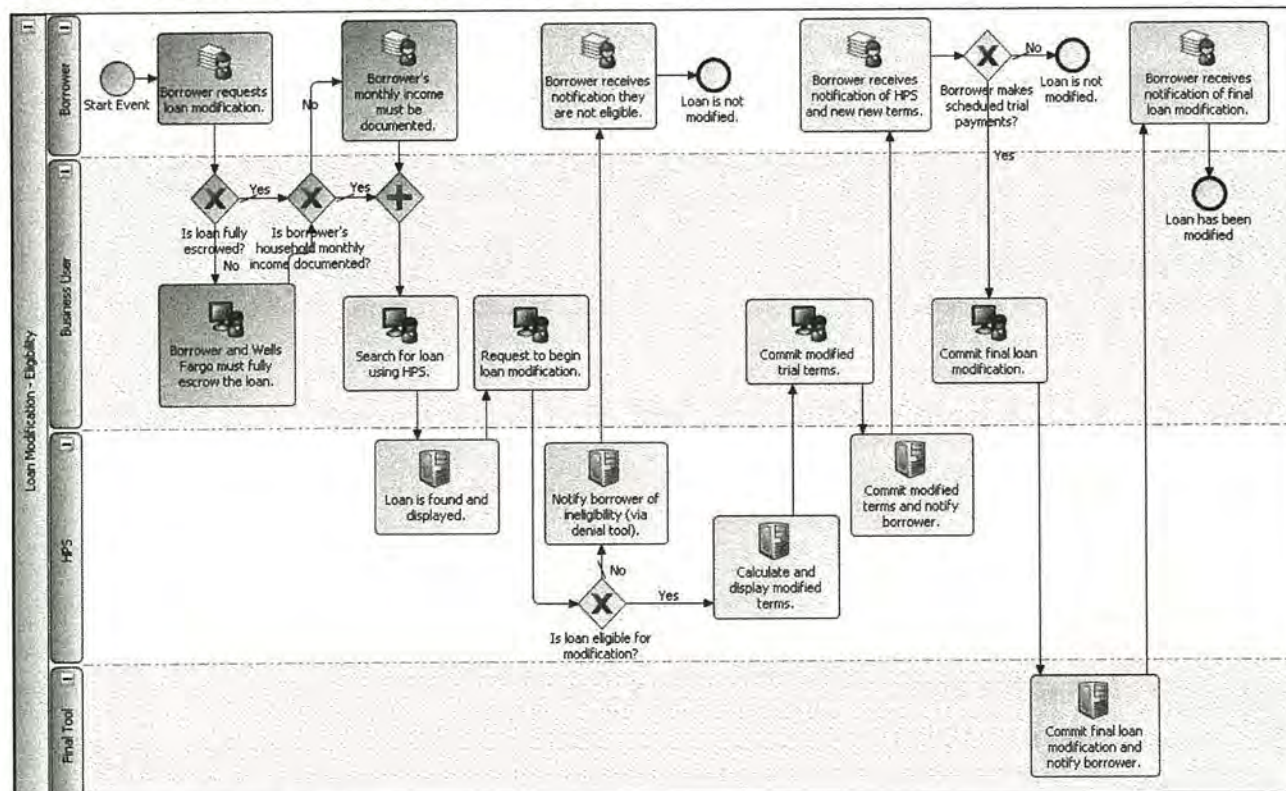 Loan Modification - Eligibility
Borrower
Start Event
Borrower requests
loan modification.
No
Borrower's
monthly income
must be
documented.
Borrower receives
notification they
are not eligible.
Loan is not
modified.
Borrower receives
notification of HPS
and new new terms.
No
Borrower makes
scheduled trial
payments?
Yes
Loan is not
modified.
Borrower receives
notification of final
loan modification.
Business User
Yes
Yes
Is loan fully
escrowed?
No
Is borrower's
household monthly
income documented?
Loan has been
modified
Borrower and Wells
Fargo must fully
escrow the loan.
Search for loan
using HPS.
Request to begin
loan modification.
Commit modified
trial terms.
Commit final loan
modification.
HPS
Loan is found and
displayed.
Notify borrower of
ineligibility (via
denial tool).
Commit modified
terms and notify
borrower.
No
Yes
Is loan eligible for
modification?
Calculate and
display modified
terms.
Final Tool
Commit final loan
modification and
notify borrower.